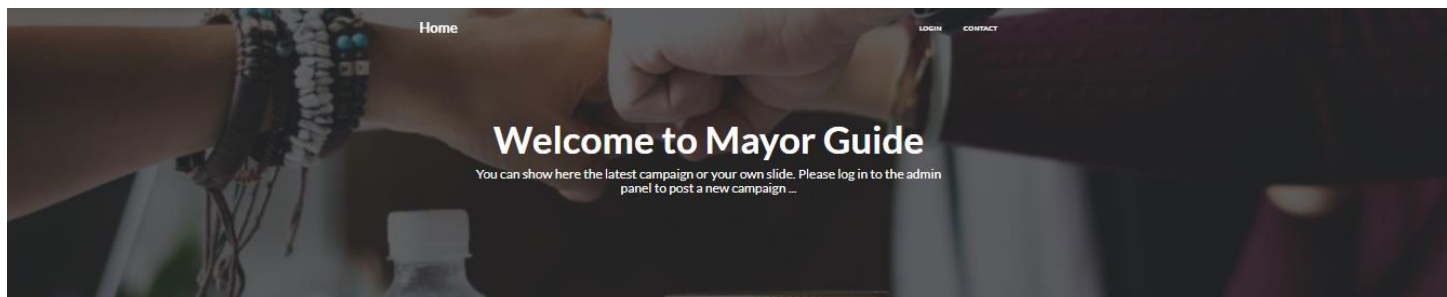 Home
LOGIN
CONTACT
Welcome to Mayor Guide
You can show here the latest campaign or your own slide. Please log in to the admin
panel to post a new campaign ...